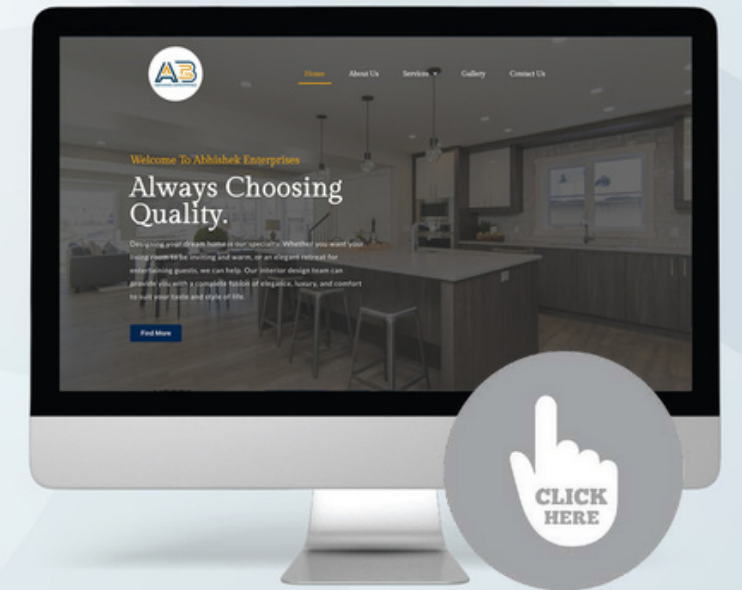 AB
Home
About Us
Services
Gallery
Contact Us
Welcome To Abhishek Enterprises
Always Choosing
Quality.
Designing your dream home is our specialty. Whether you want your
living room to be inviting and warm, or an elegant retreat for
entertaining guests, we can help. Our interior design team can
provide you with a complete fusion of elegance, luxury, and comfort
to suit your taste and style of life.
Find More
CLICK
HERE